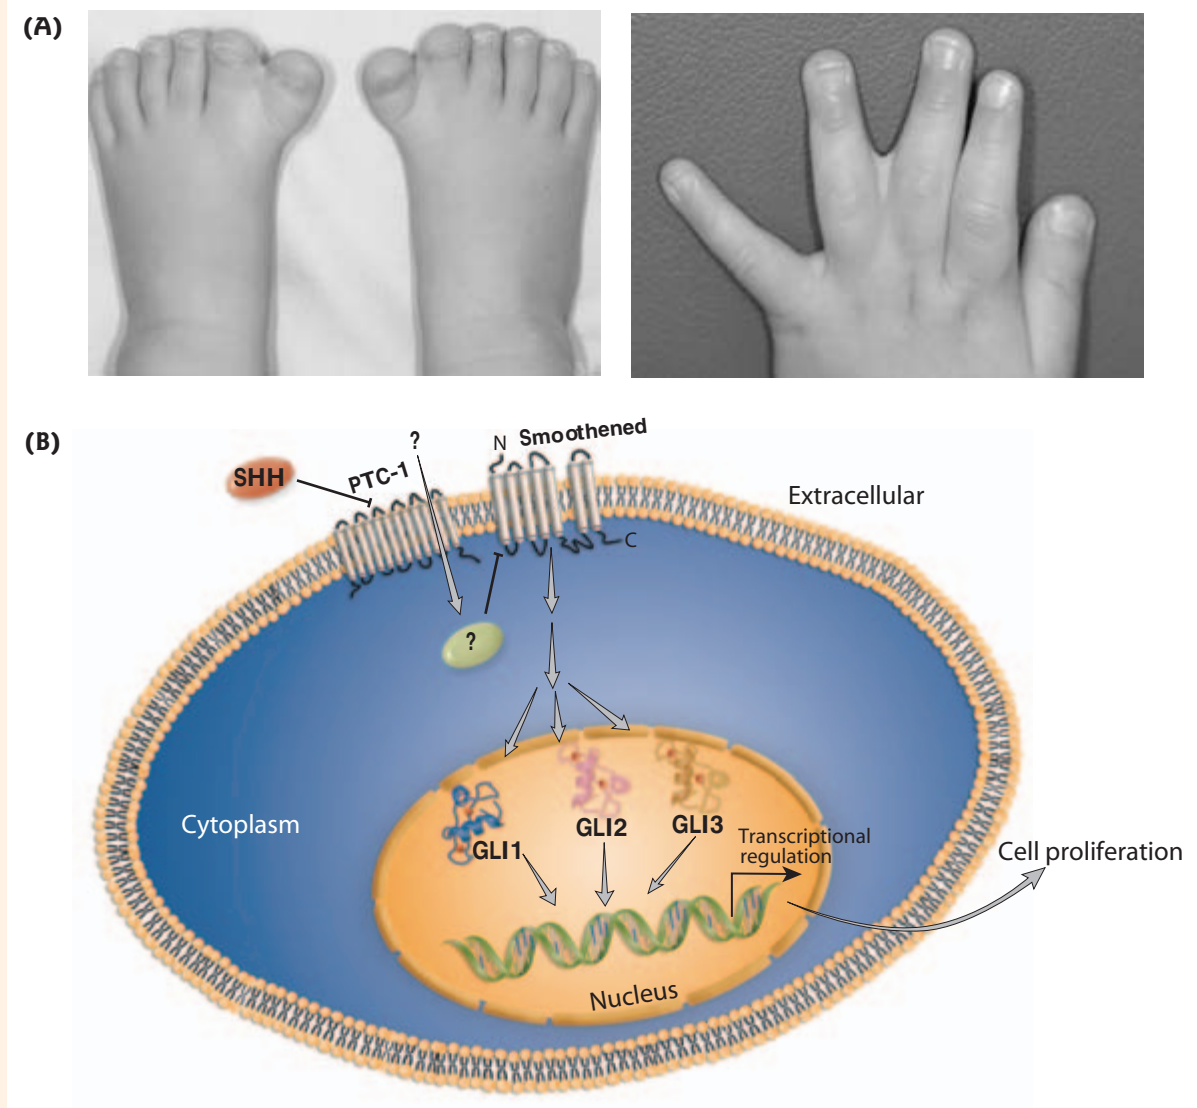 (A)
(B)
?
N
Smoothened
SHH
PTC-1
Extracellular
C
?
Cytoplasm
GLI1
GLI2
GLI3
Transcriptional
regulation
Cell proliferation
Nucleus